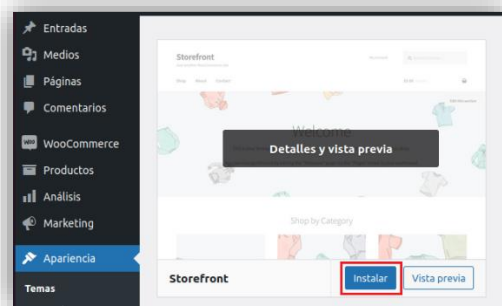 Entradas
Medios
Páginas
Comentarios
WooCommerce
Productos
Análisis
Marketing
Apariencia
Temas
Storefront
Shop About Contact
Welcome
Detalles y vista previa
Shop by Category
Storefront
Instalar
Vista previa